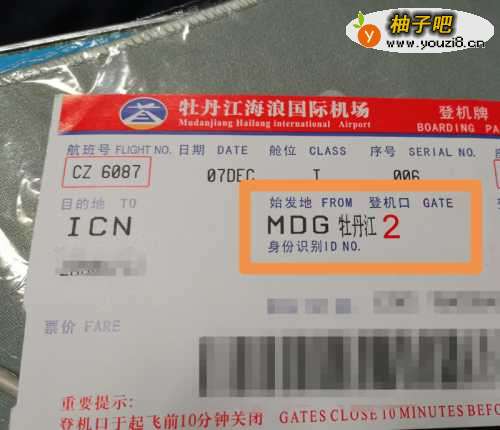 柚子吧
www.youzi8.cn
牡丹江海浪国际机场
Mudanjiang Hailang international Airport
登机牌
BOARDING PA
航班号 FLIGHT NO. 日期 DATE 舱位 CLASS 序号 SERIAL NO.
CZ 6087 07DEC I 006
目的地 TO 始发地 FROM 登机口 GATE
ICN MDG 牡丹江 2
身份识别ID NO.
票价 FARE
重要提示:
登机口于起飞前10分钟关闭 GATES CLOSE 10 MINUTES BEFO